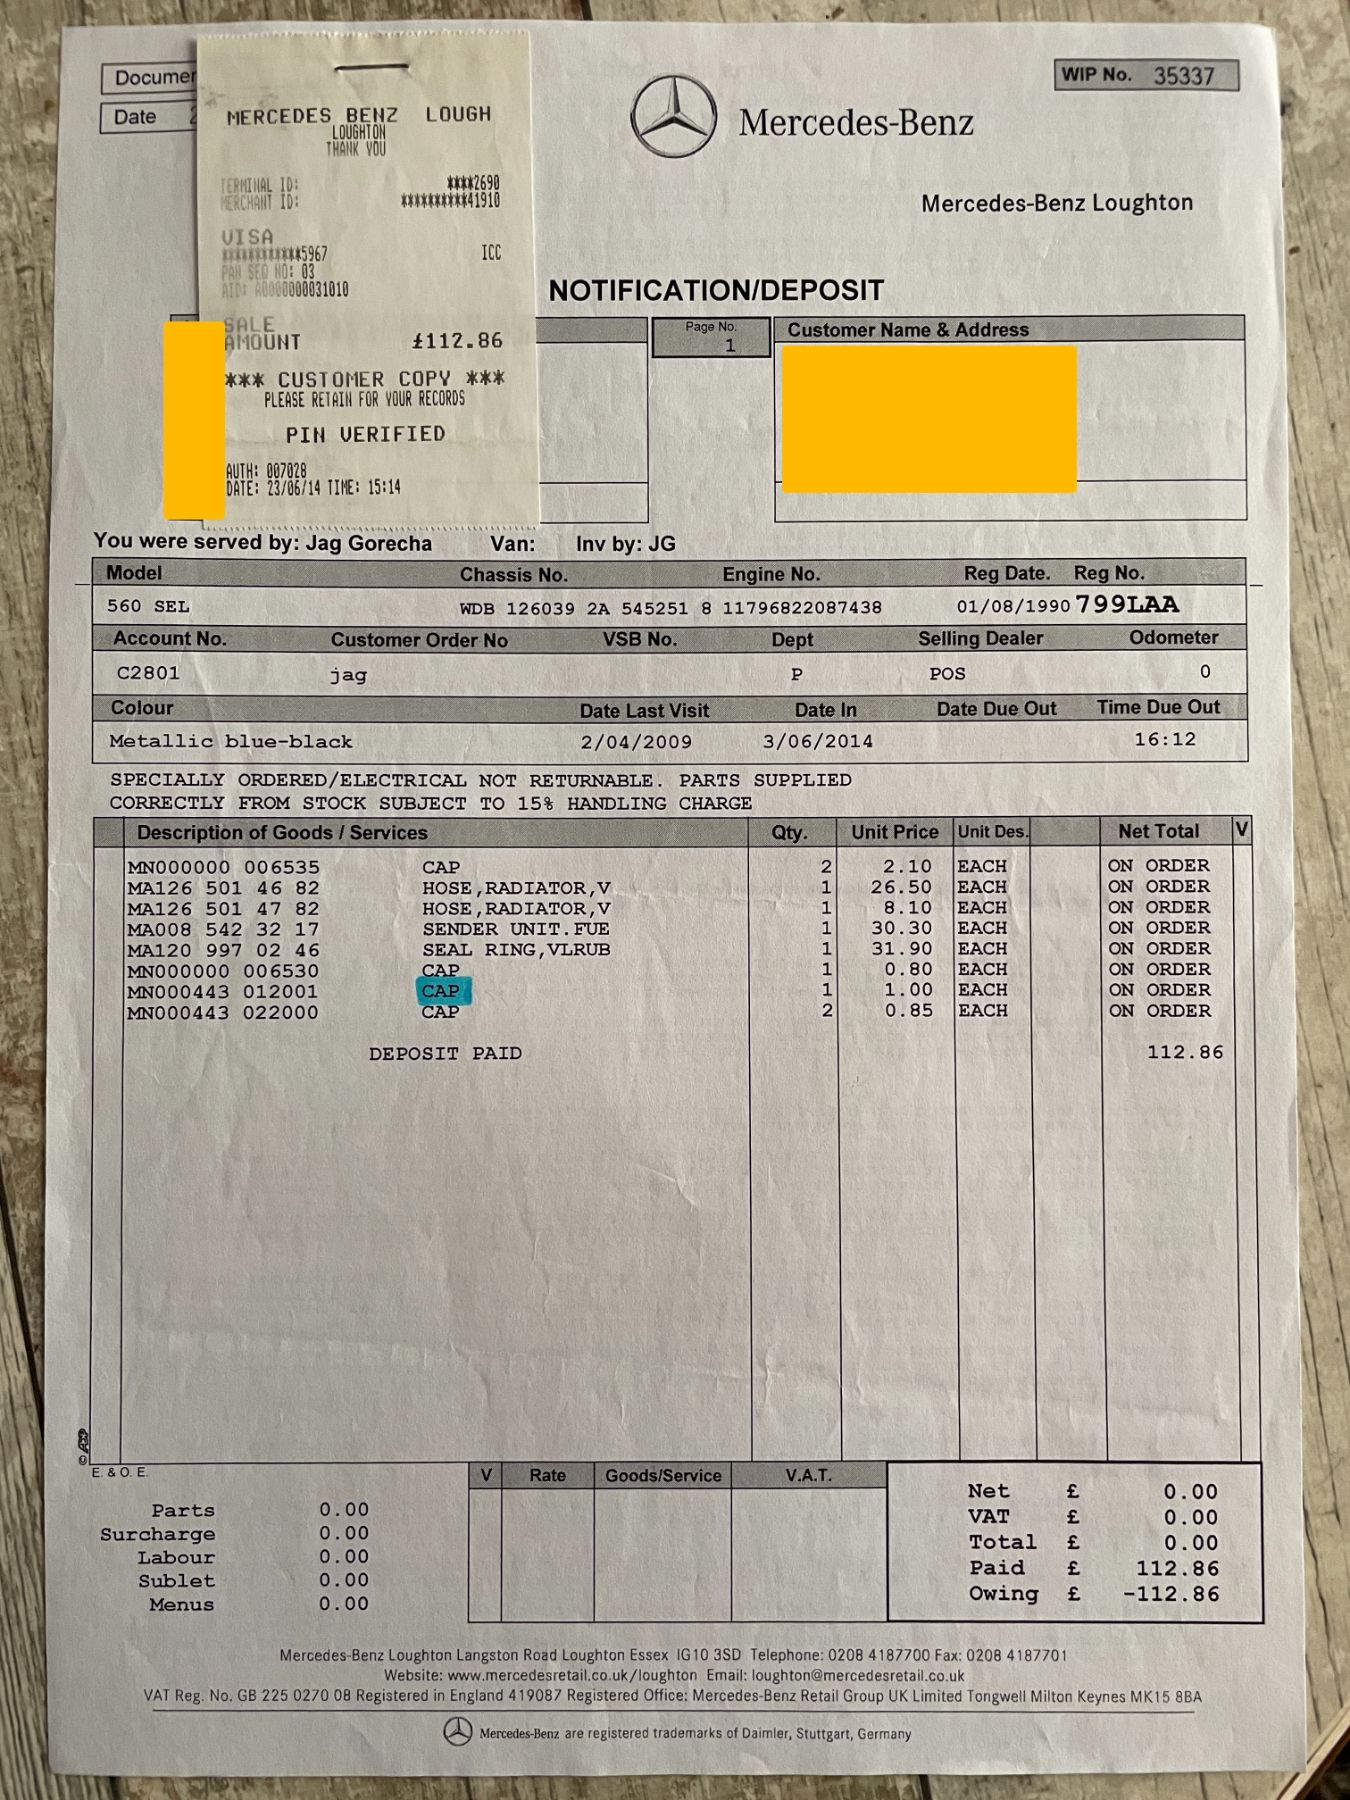 Documen
Date
WIP No. 35337
Mercedes-Benz
Mercedes-Benz Loughton
MERCEDES BENZ LOUGH
LOUGHTON
THANK YOU
TERMINAL ID: ****2690
MERCHANT ID: **********41910
VISA
************5967 ICC
PAN SEQ NO: 03
AID: A0000000031010
SALE
AMOUNT £112.86
*** CUSTOMER COPY ***
PLEASE RETAIN FOR YOUR RECORDS
PIN VERIFIED
AUTH: 007028
DATE: 23/06/14 TIME: 15:14
NOTIFICATION/DEPOSIT
Page No.
1
Customer Name & Address
You were served by: Jag Gorecha Van: Inv by: JG
Model Chassis No. Engine No. Reg Date. Reg No.
560 SEL WDB 126039 2A 545251 8 11796822087438 01/08/1990 799LAA
Account No. Customer Order No VSB No. Dept Selling Dealer Odometer
C2801 jag P POS 0
Colour Date Last Visit Date In Date Due Out Time Due Out
Metallic blue-black 2/04/2009 3/06/2014 16:12
SPECIALLY ORDERED/ELECTRICAL NOT RETURNABLE. PARTS SUPPLIED
CORRECTLY FROM STOCK SUBJECT TO 15% HANDLING CHARGE
Description of Goods / Services Qty. Unit Price Unit Des. Net Total V
MN000000 006535 CAP 2 2.10 EACH ON ORDER
MA126 501 46 82 HOSE,RADIATOR,V 1 26.50 EACH ON ORDER
MA126 501 47 82 HOSE,RADIATOR,V 1 8.10 EACH ON ORDER
MA008 542 32 17 SENDER UNIT.FUE 1 30.30 EACH ON ORDER
MA120 997 02 46 SEAL RING,VLRUB 1 31.90 EACH ON ORDER
MN000000 006530 CAP 1 0.80 EACH ON ORDER
MN000443 012001 CAP 1 1.00 EACH ON ORDER
MN000443 022000 CAP 2 0.85 EACH ON ORDER
DEPOSIT PAID 112.86
E. & O. E.
V Rate Goods/Service V.A.T.
Parts 0.00
Surcharge 0.00
Labour 0.00
Sublet 0.00
Menus 0.00
Net £ 0.00
VAT £ 0.00
Total £ 0.00
Paid £ 112.86
Owing £ -112.86
Mercedes-Benz Loughton Langston Road Loughton Essex IG10 3SD Telephone: 0208 4187700 Fax: 0208 4187701
Website: www.mercedesretail.co.uk/loughton Email: loughton@mercedesretail.co.uk
VAT Reg. No. GB 225 0270 08 Registered in England 419087 Registered Office: Mercedes-Benz Retail Group UK Limited Tongwell Milton Keynes MK15 8BA
Mercedes-Benz are registered trademarks of Daimler, Stuttgart, Germany